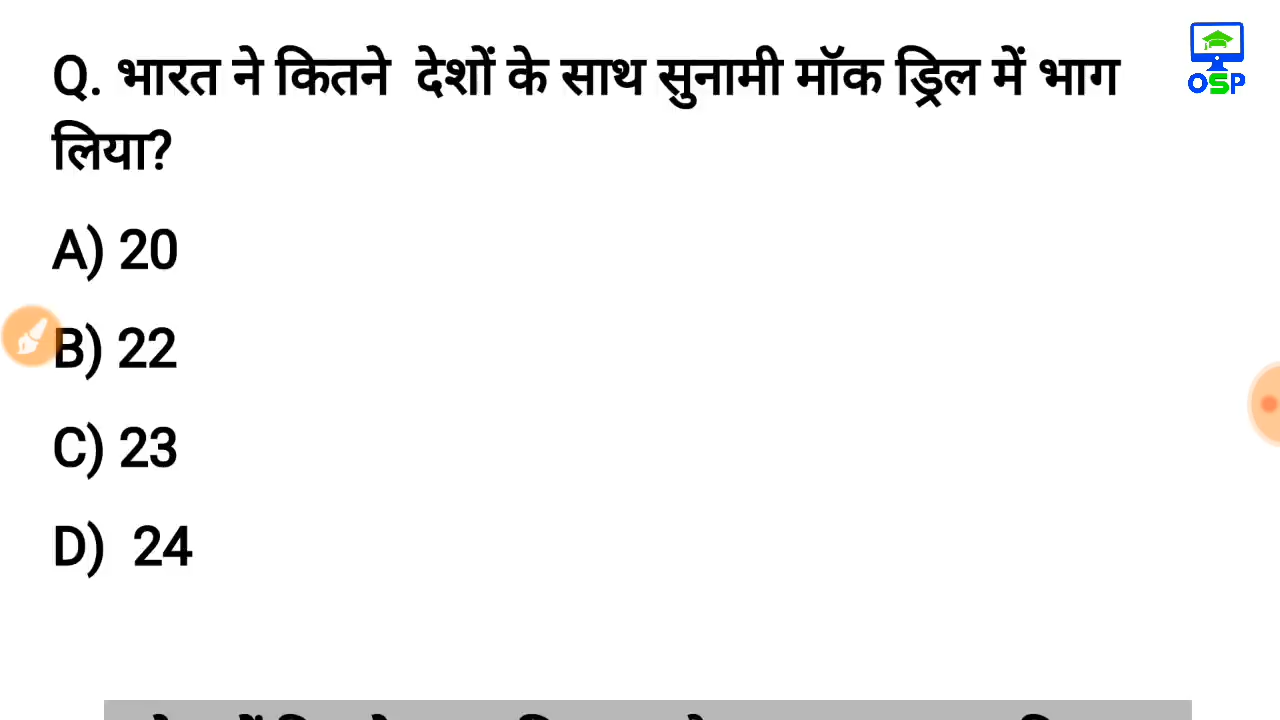 Q. भारत ने कितने देशों के साथ सुनामी मॉक ड्रिल में भाग
लिया?
A) 20
B) 22
C) 23
D) 24
OSP